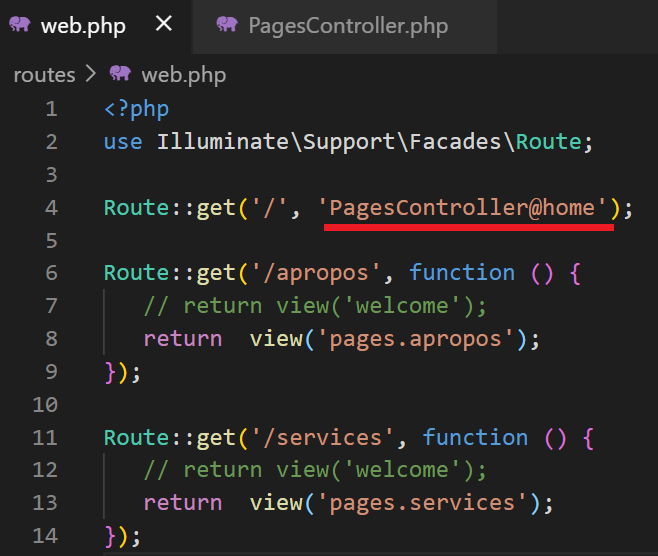 web.php × PagesController.php
routes > web.php
1 <?php
2 use Illuminate\Support\Facades\Route;
3
4 Route::get('/', 'PagesController@home');
5
6 Route::get('/apropos', function () {
7 // return view('welcome');
8 return  view('pages.apropos');
9 });
10
11 Route::get('/services', function () {
12 // return view('welcome');
13 return  view('pages.services');
14 });